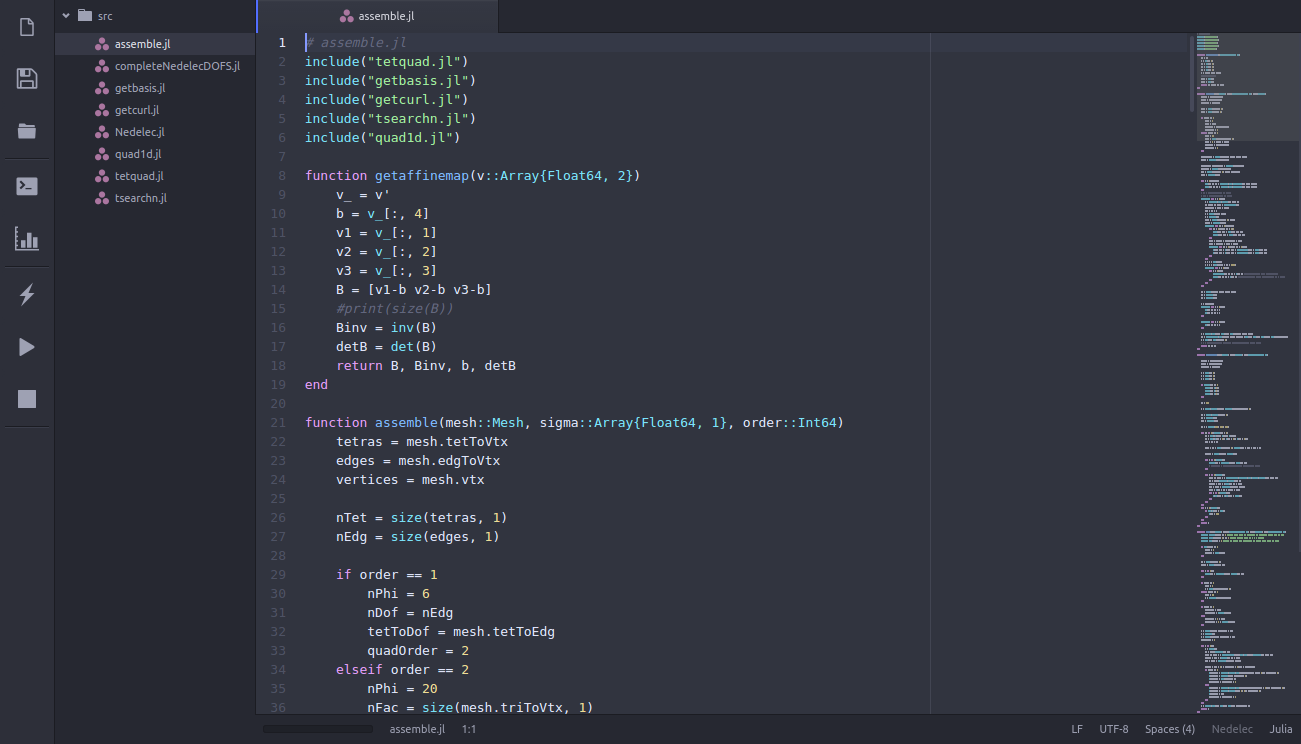 src
assemble.jl
completeNedelecDOFS.jl
getbasis.jl
getcurl.jl
Nedelec.jl
quad1d.jl
tetquad.jl
tsearchn.jl
assemble.jl
1 # assemble.jl
2 include("tetquad.jl")
3 include("getbasis.jl")
4 include("getcurl.jl")
5 include("tsearchn.jl")
6 include("quad1d.jl")
7
8 function getaffinemap(v::Array{Float64, 2})
9     v_ = v'
10     b = v_[:, 4]
11     v1 = v_[:, 1]
12     v2 = v_[:, 2]
13     v3 = v_[:, 3]
14     B = [v1-b v2-b v3-b]
15     #print(size(B))
16     Binv = inv(B)
17     detB = det(B)
18     return B, Binv, b, detB
19 end
20
21 function assemble(mesh::Mesh, sigma::Array{Float64, 1}, order::Int64)
22     tetras = mesh.tetToVtx
23     edges = mesh.edgToVtx
24     vertices = mesh.vtx
25
26     nTet = size(tetras, 1)
27     nEdg = size(edges, 1)
28
29     if order == 1
30         nPhi = 6
31         nDof = nEdg
32         tetToDof = mesh.tetToEdg
33         quadOrder = 2
34     elseif order == 2
35         nPhi = 20
36         nFac = size(mesh.triToVtx, 1)
assemble.jl 1:1 LF UTF-8 Spaces (4) Nedelec Julia